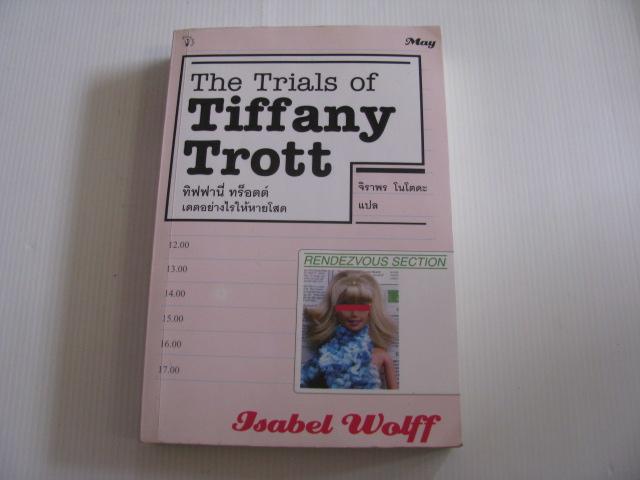 May
The Trials of
Tiffany
Trott
ทิฟฟานี่ ทร็อตต์
เดตอย่างไรให้หายโสด
จิราพร โนโตดะ
แปล
12.00
13.00
14.00
15.00
16.00
17.00
RENDEZVOUS SECTION
Isabel Wolff